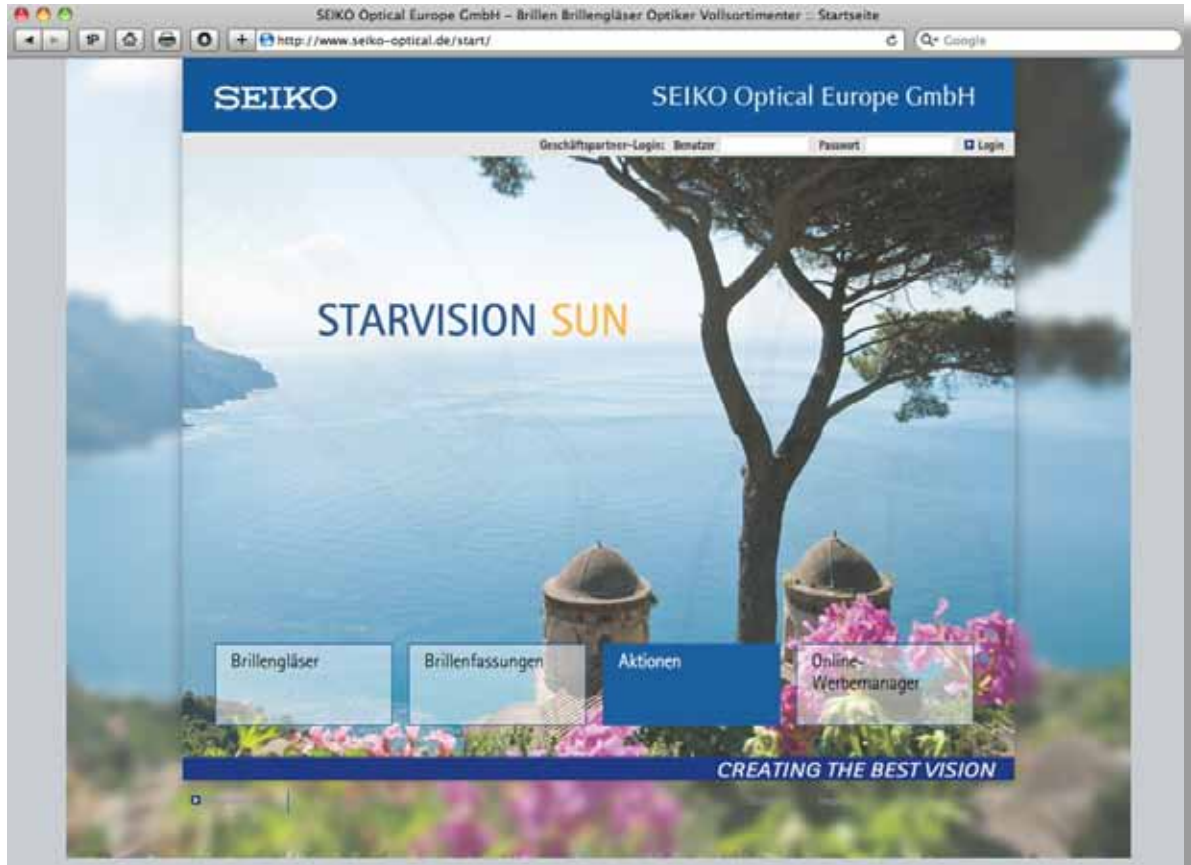 SEIKO Optical Europe GmbH – Brillen Brillengläser Optiker Vollsortimenter :: Startseite
1P
http://www.seiko-optical.de/start/
Google
SEIKO
SEIKO Optical Europe GmbH
Geschäftspartner-Login: Benutzer Passwort Login
STARVISION SUN
Brillengläser
Brillenfassungen
Aktionen
Online-
Werbemanager
CREATING THE BEST VISION